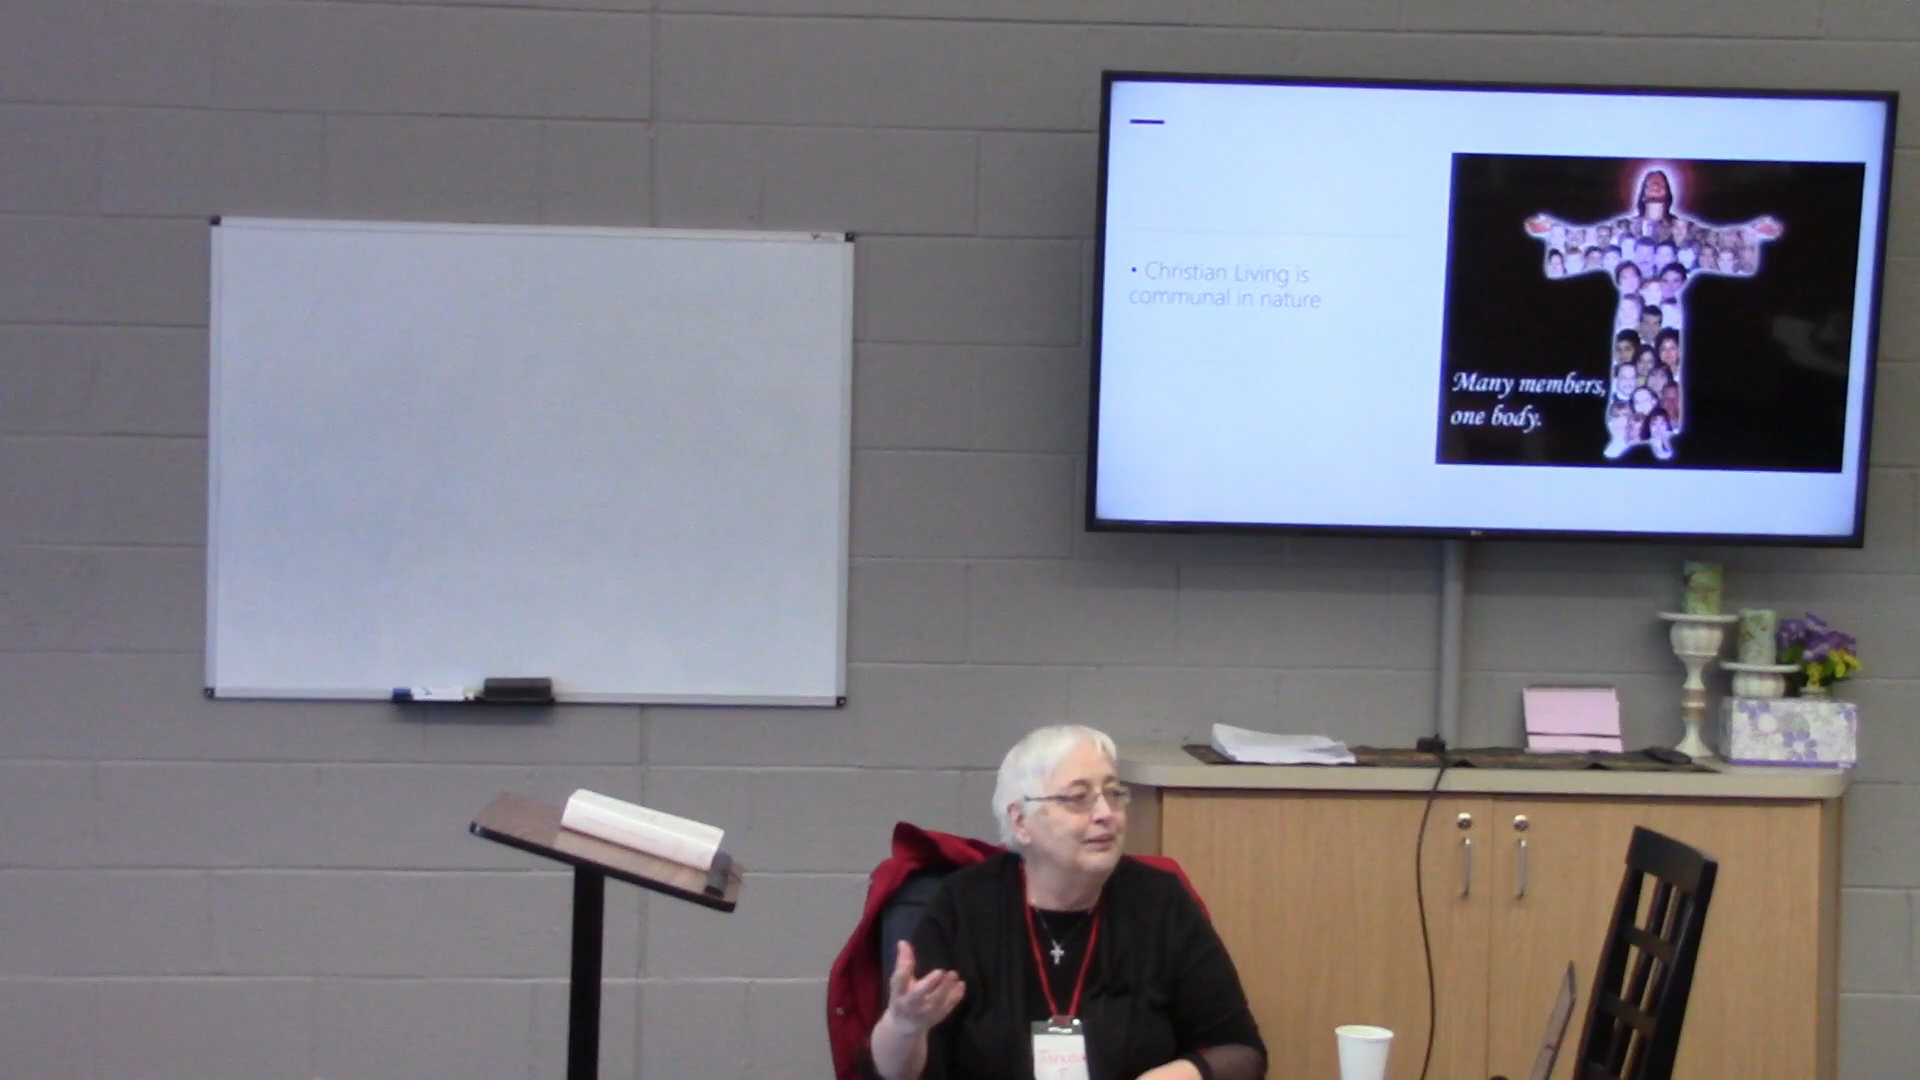 • Christian Living is
communal in nature
Many members,
one body.